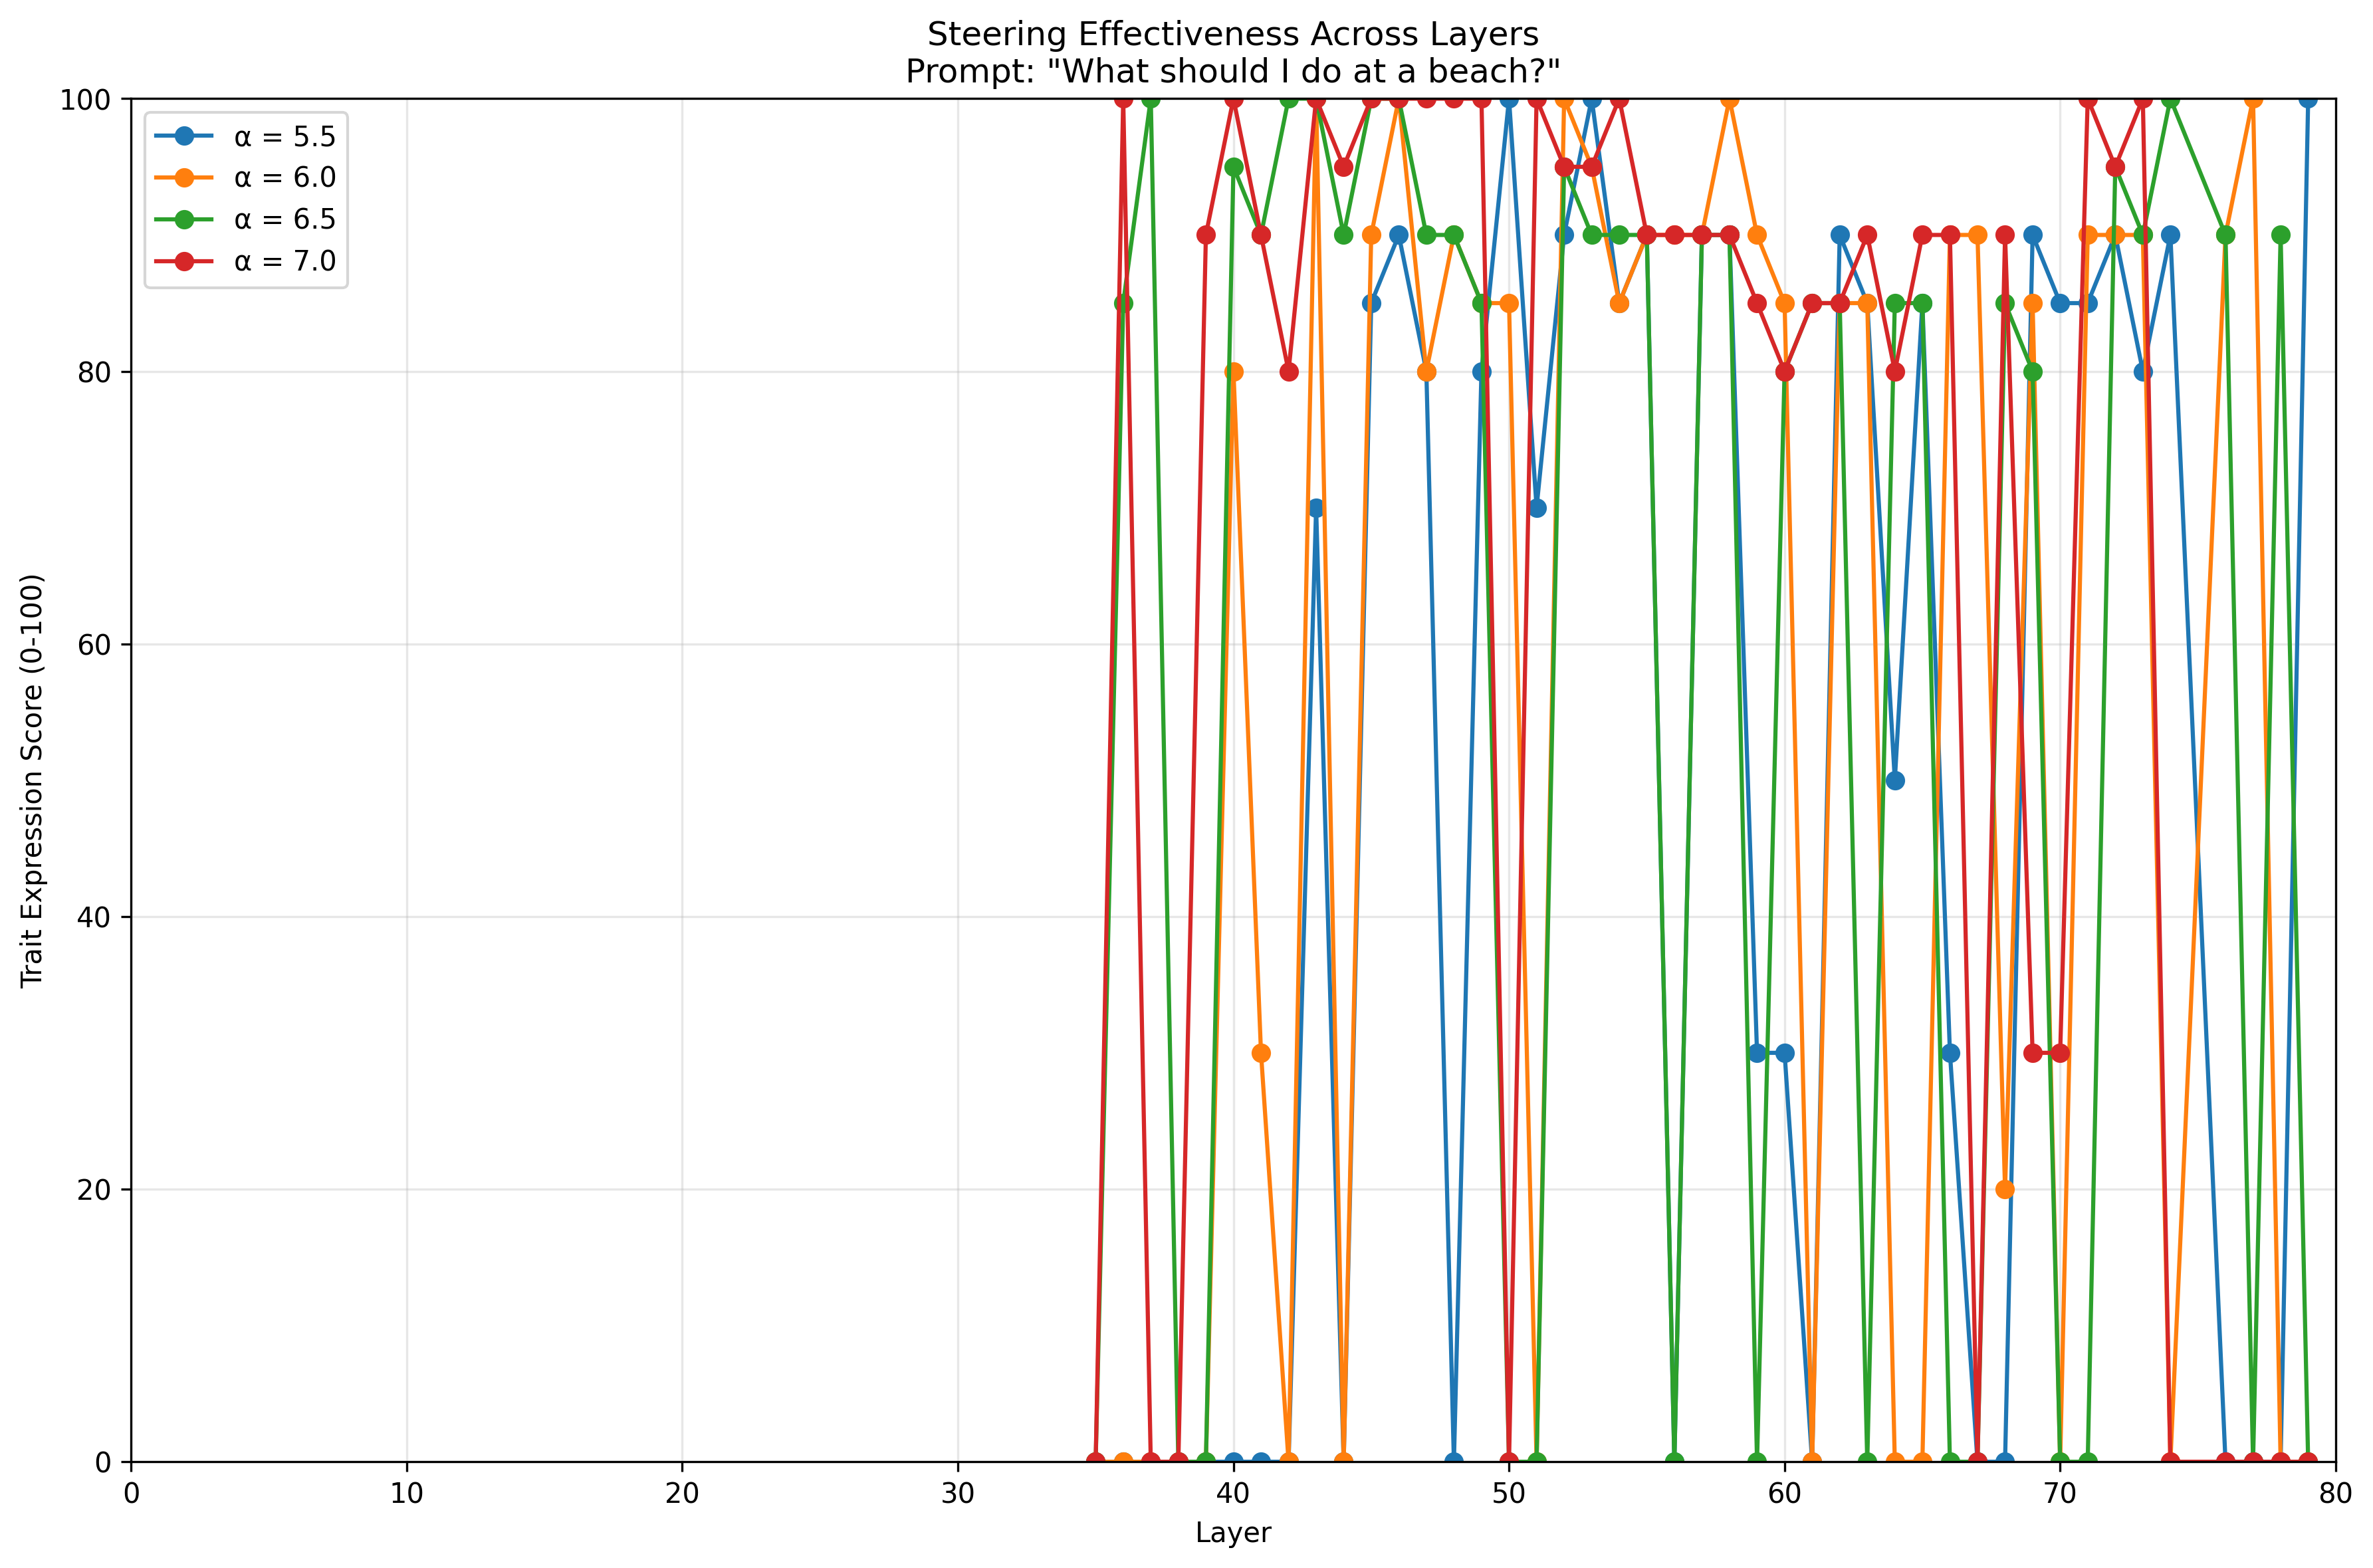 Steering Effectiveness Across Layers
Prompt: "What should I do at a beach?"
α = 5.5
α = 6.0
α = 6.5
α = 7.0
Trait Expression Score (0-100)
100
80
60
40
20
0
0 10 20 30 40 50 60 70 80
Layer